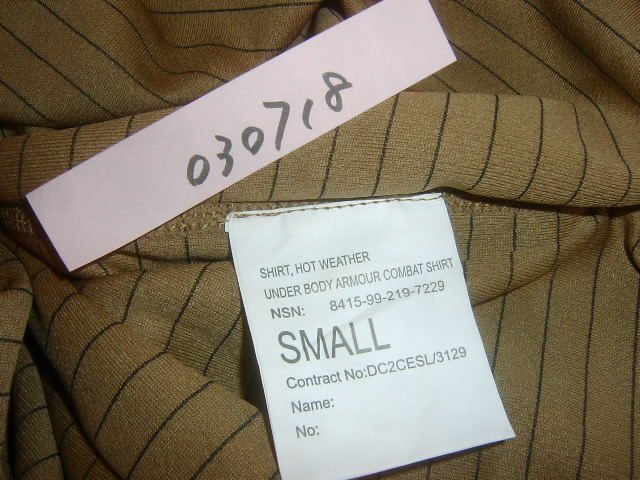 030718
SHIRT, HOT WEATHER
UNDER BODY ARMOUR COMBAT SHIRT
NSN: 8415-99-219-7229
SMALL
Contract No:DC2CESL/3129
Name:
No: